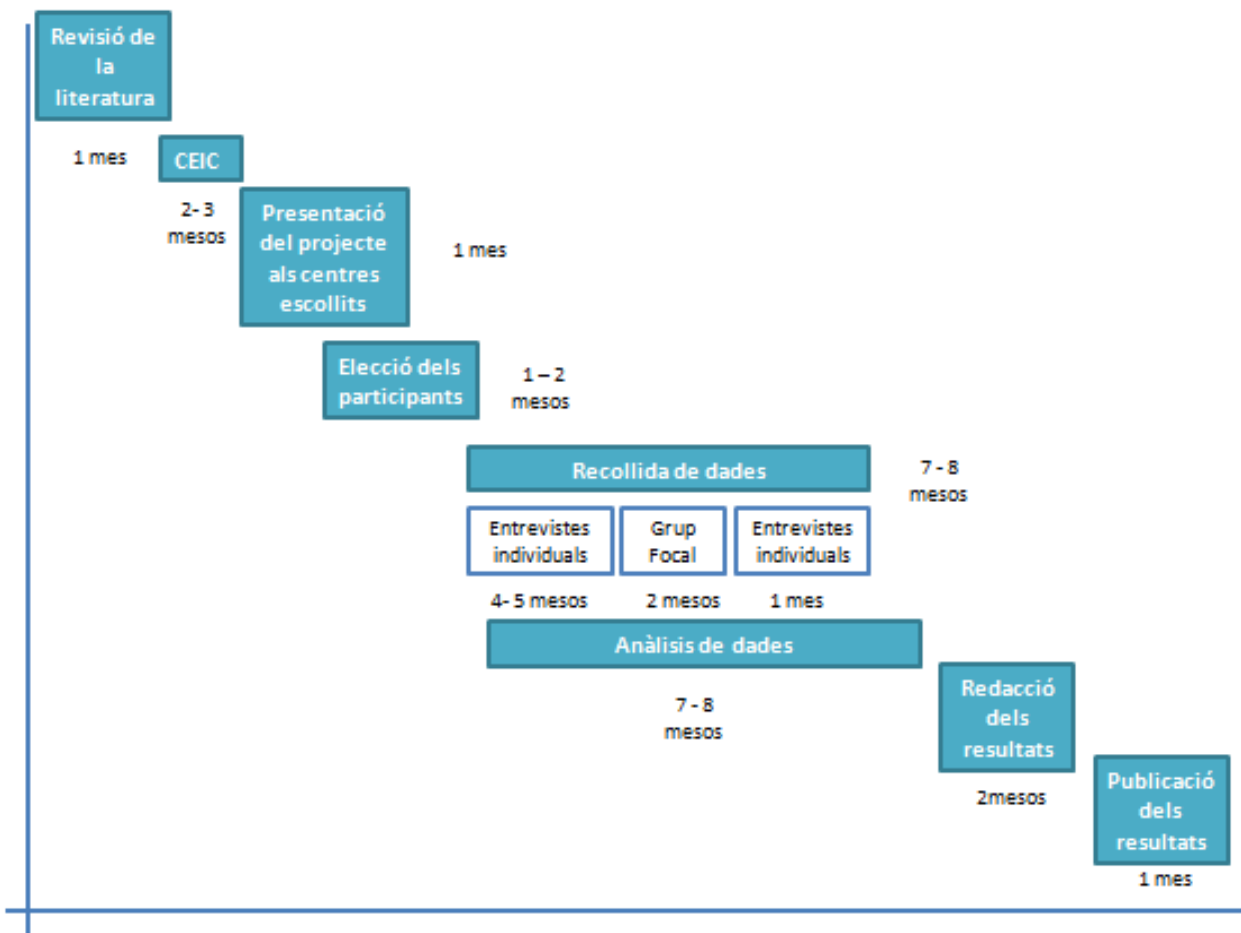 Revisió de
la
literatura
1 mes
CEIC
2- 3
mesos
Presentació
del projecte
als centres
escollits
1 mes
Elecció dels
participants
1 – 2
mesos
Recollida de dades
7 - 8
mesos
Entrevistes
individuals
Grup
Focal
Entrevistes
individuals
4- 5 mesos
2 mesos
1 mes
Anàlisis de dades
7 - 8
mesos
Redacció
dels
resultats
2mesos
Publicació
dels
resultats
1 mes